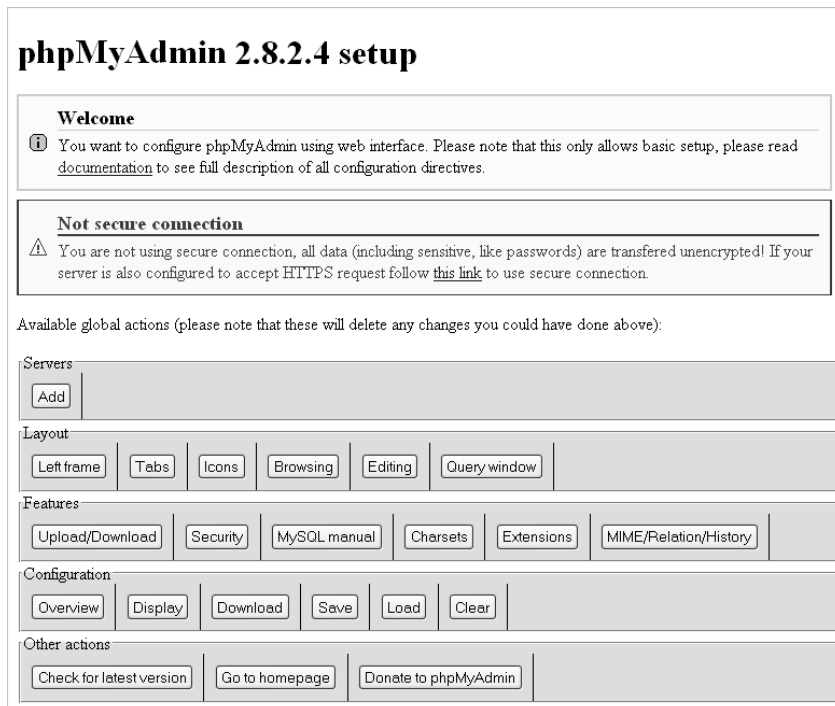 phpMyAdmin 2.8.2.4 setup
Welcome
You want to configure phpMyAdmin using web interface. Please note that this only allows basic setup, please read
documentation to see full description of all configuration directives.
Not secure connection
You are not using secure connection, all data (including sensitive, like passwords) are transfered unencrypted! If your
server is also configured to accept HTTPS request follow this link to use secure connection.
Available global actions (please note that these will delete any changes you could have done above):
Servers
Add
Layout
Left frame Tabs Icons Browsing Editing Query window
Features
Upload/Download Security MySQL manual Charsets Extensions MIME/Relation/History
Configuration
Overview Display Download Save Load Clear
Other actions
Check for latest version Go to homepage Donate to phpMyAdmin